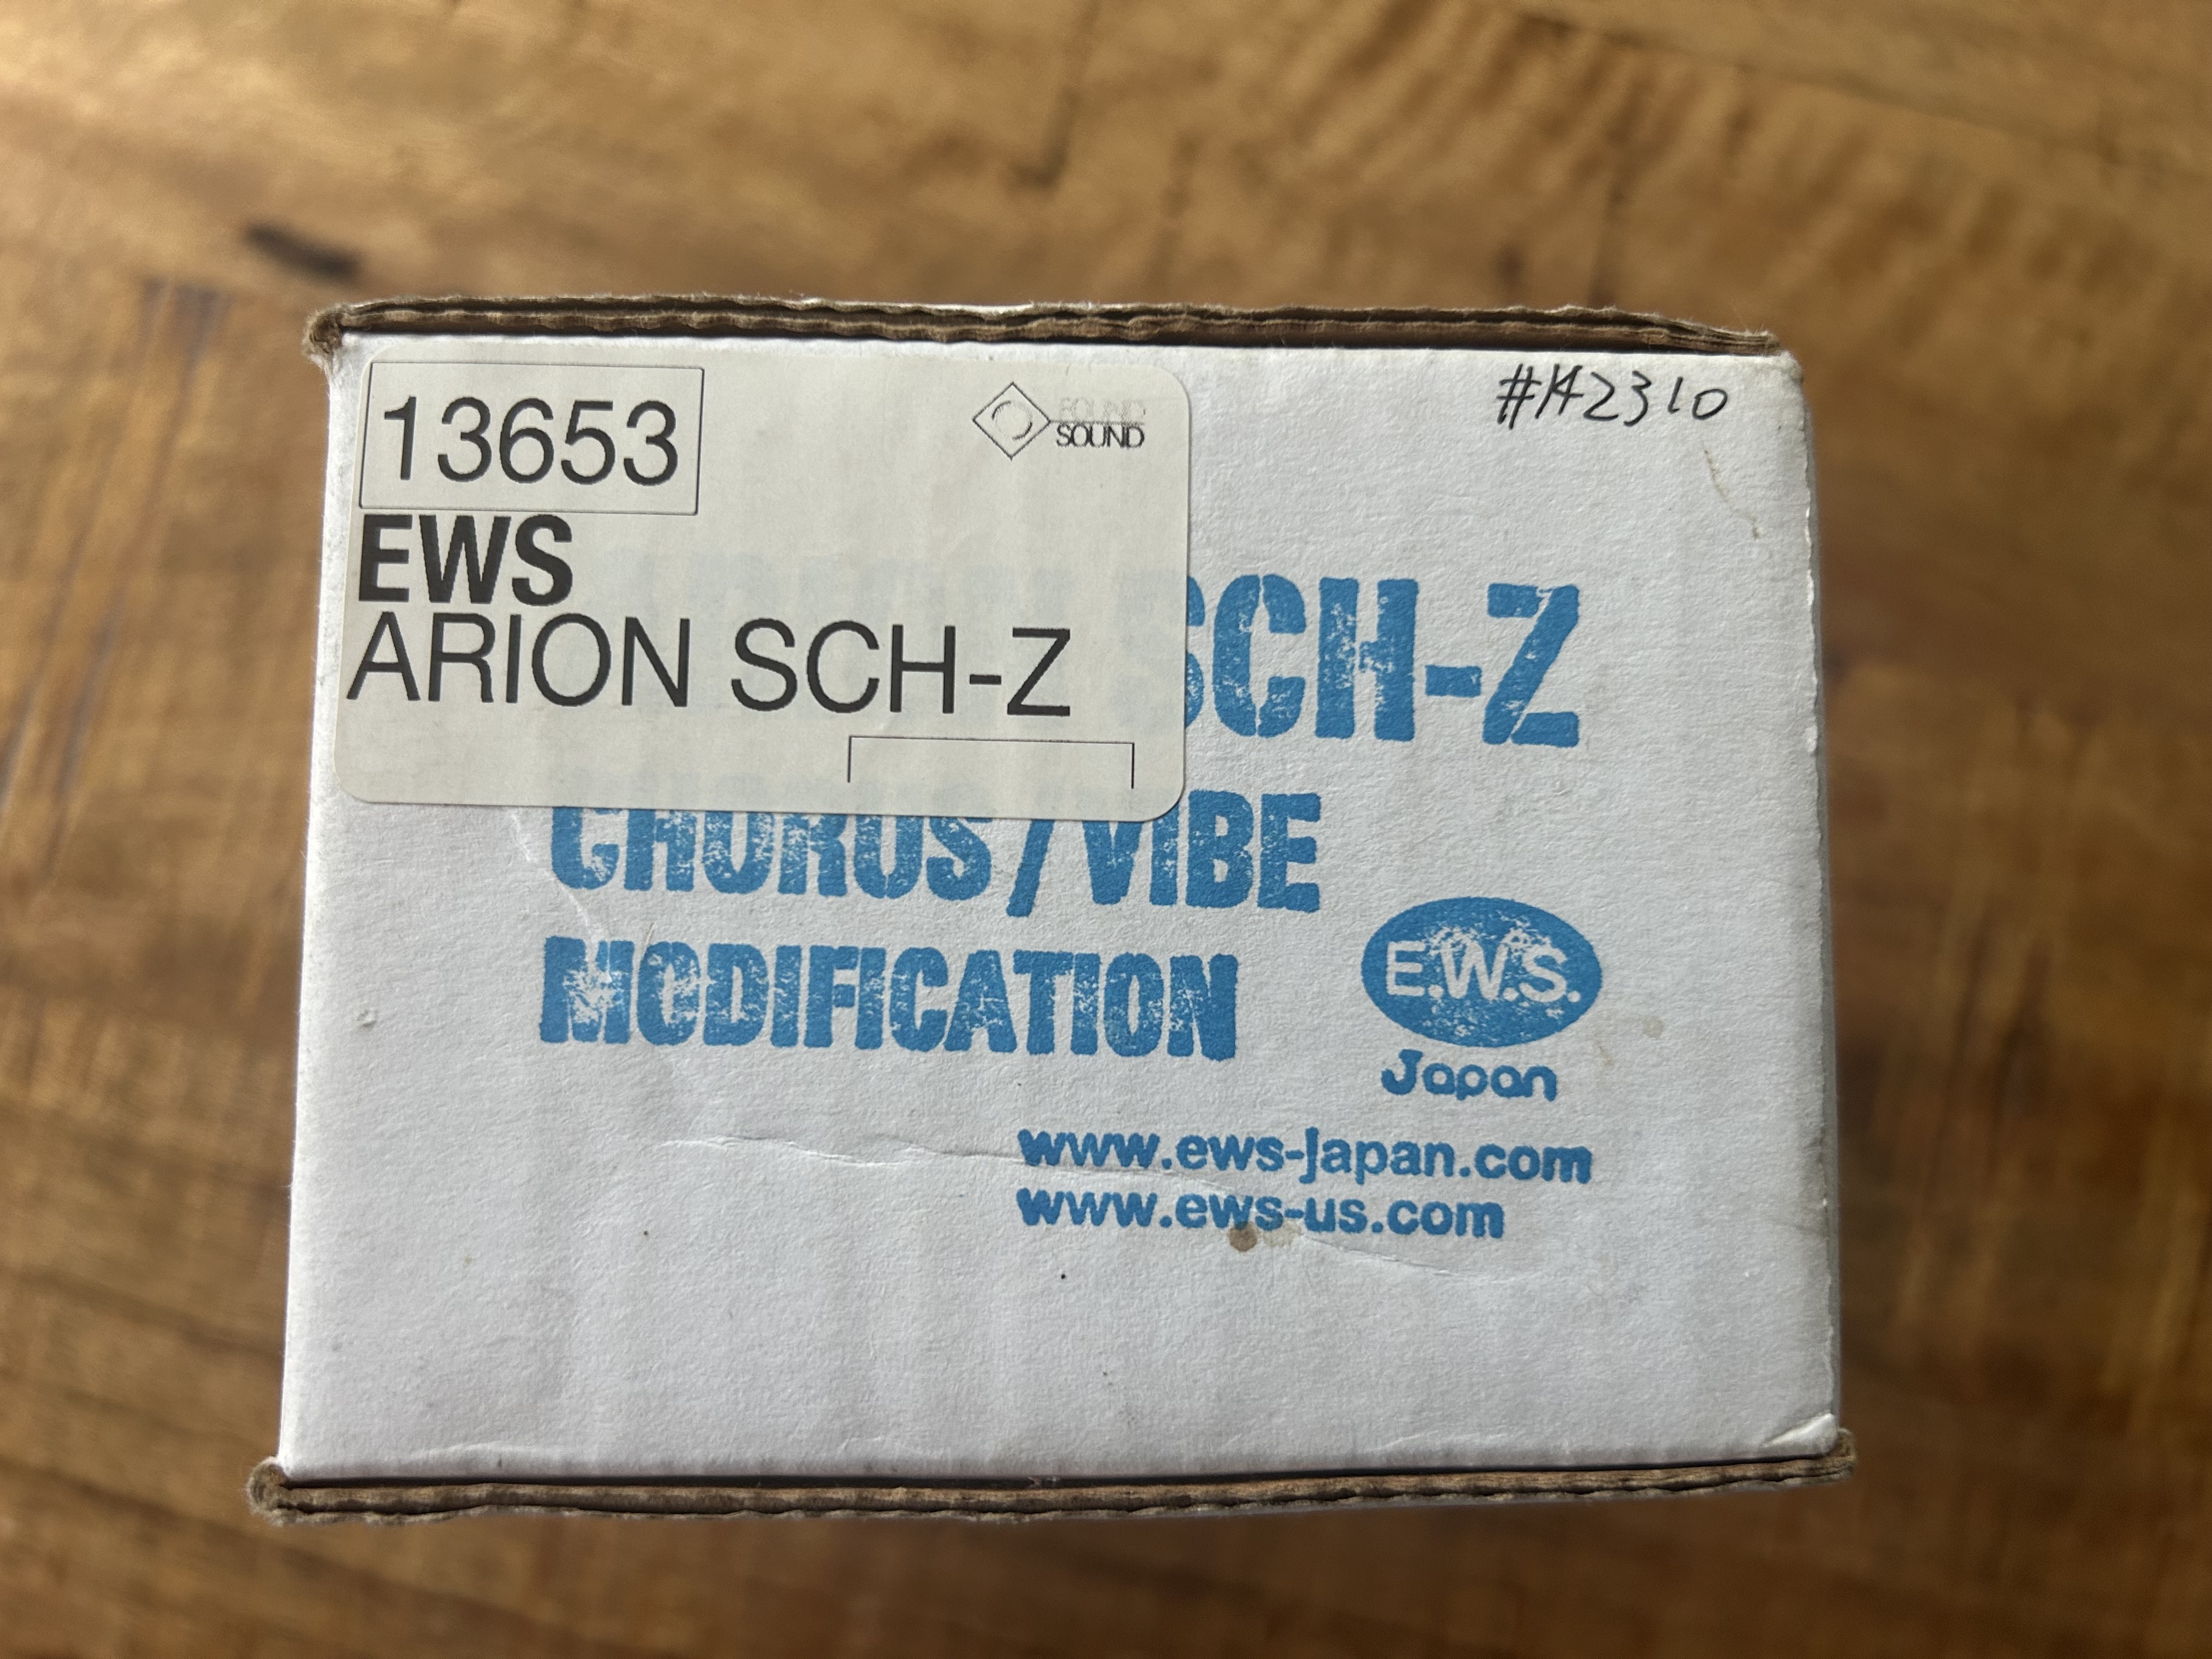 13653
SOUND
#142310
EWS
ARION SCH-Z
SCH-Z
CHORUS/VIBE
MODIFICATION
E.W.S.
Japan
www.ews-japan.com
www.ews-us.com